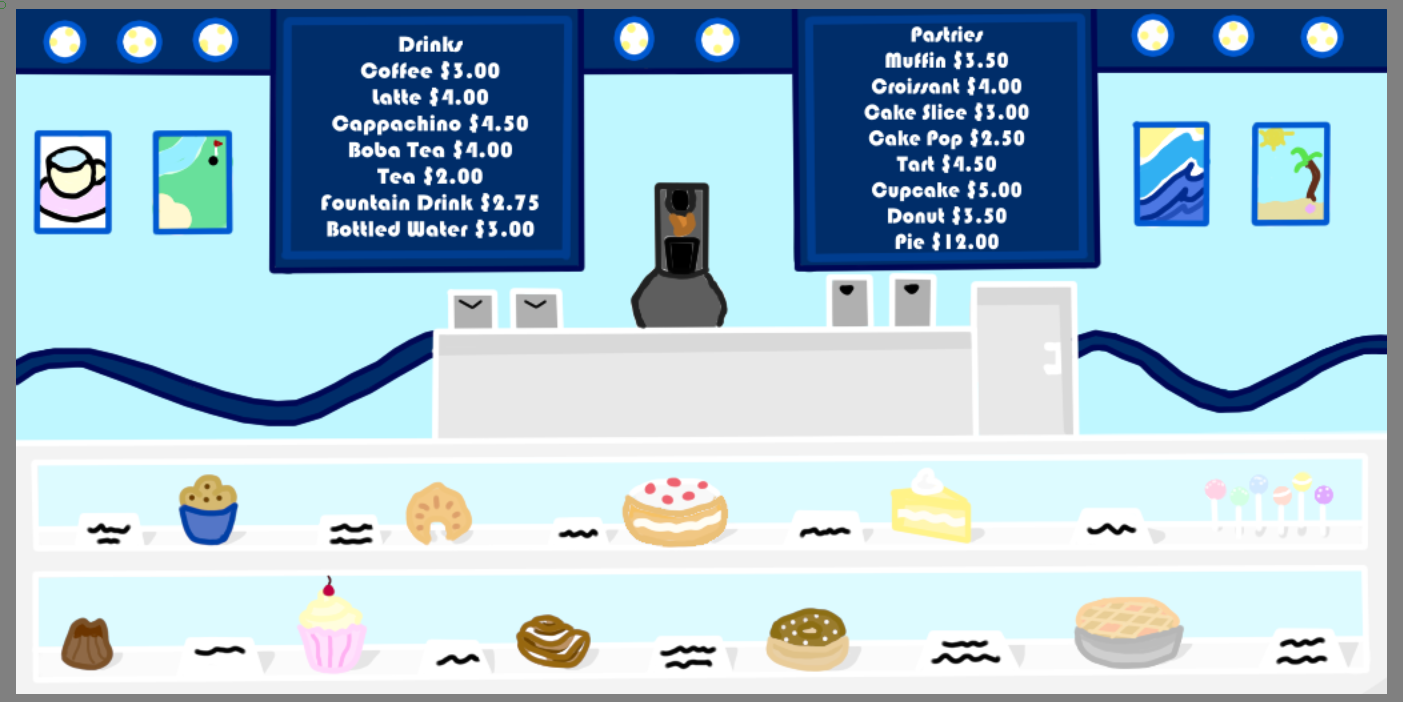 Drinks
Coffee $3.00
Latte $4.00
Cappachino $4.50
Boba Tea $4.00
Tea $2.00
Fountain Drink $2.75
Bottled Water $3.00
Pastries
Muffin $3.50
Croissant $4.00
Cake Slice $3.00
Cake Pop $2.50
Tart $4.50
Cupcake $5.00
Donut $3.50
Pie $12.00